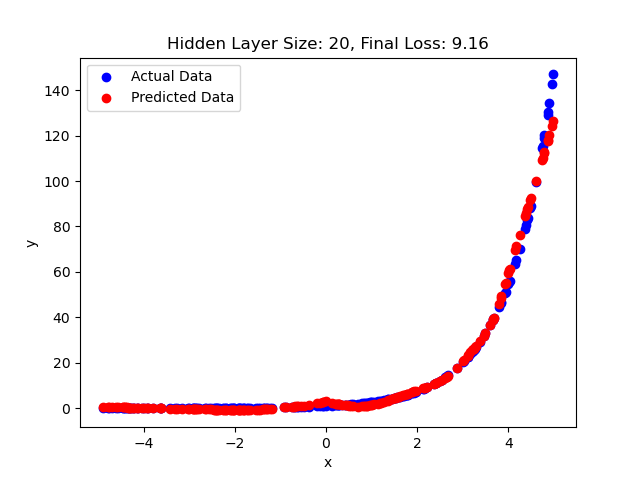 Hidden Layer Size: 20, Final Loss: 9.16
Actual Data
Predicted Data
140
120
100
80
60
40
20
0
y
−4
−2
0
2
4
x